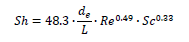 Sh = 48.3 · d_e/L · Re^0.49 · Sc^0.33